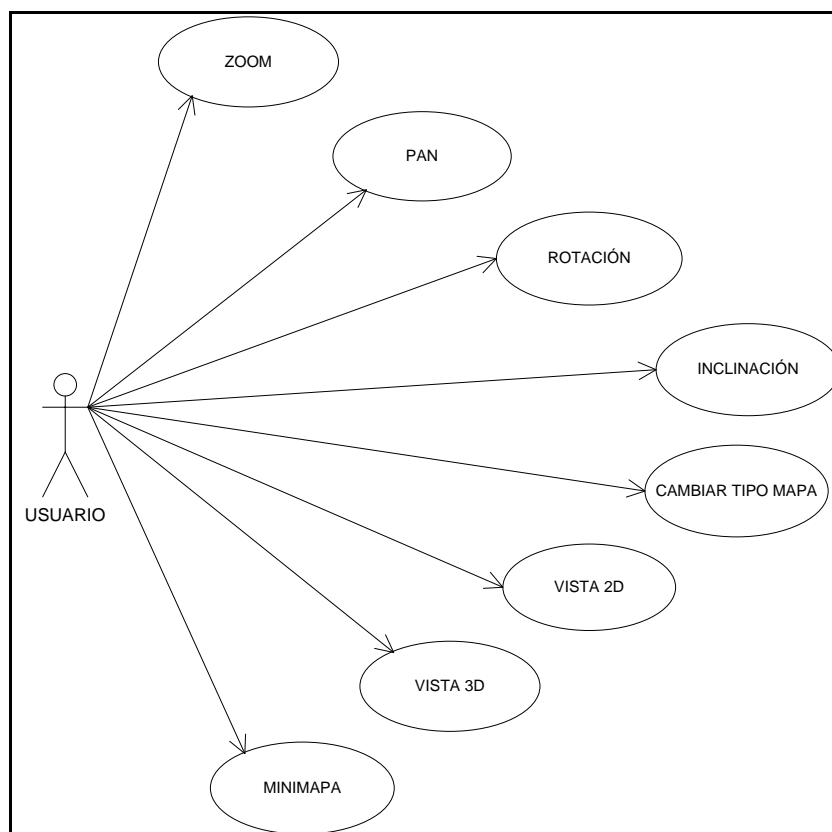 ZOOM
PAN
ROTACIÓN
INCLINACIÓN
CAMBIAR TIPO MAPA
USUARIO
VISTA 2D
VISTA 3D
MINIMAPA